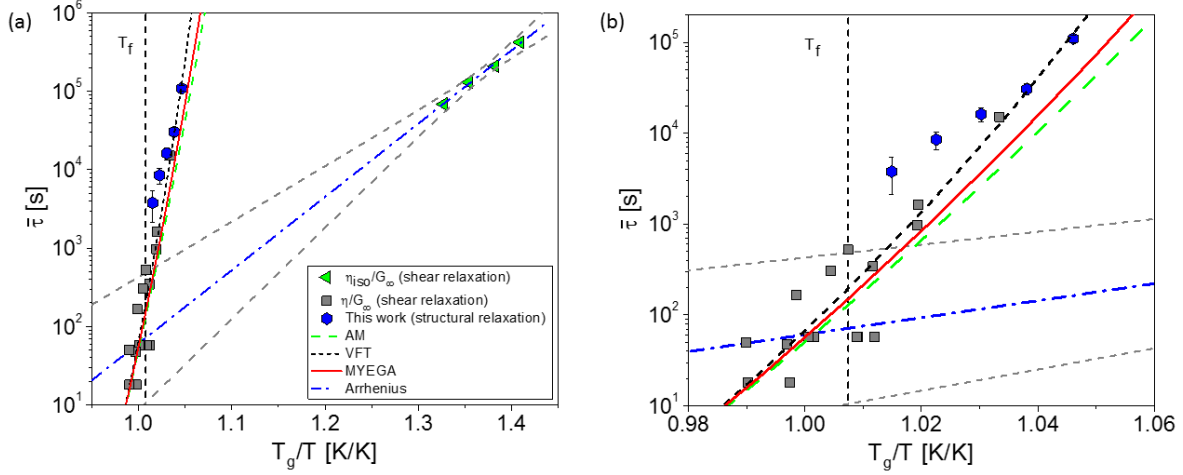 (a)
10^6
10^5
10^4
10^3
10^2
10^1
τ̄ [s]
T_f
η_iso/G_∞ (shear relaxation)
η/G_∞ (shear relaxation)
This work (structural relaxation)
AM
VFT
MYEGA
Arrhenius
1.0 1.1 1.2 1.3 1.4
T_g/T [K/K]
(b)
10^5
10^4
10^3
10^2
10^1
τ̄ [s]
T_f
0.98 1.00 1.02 1.04 1.06
T_g/T [K/K]